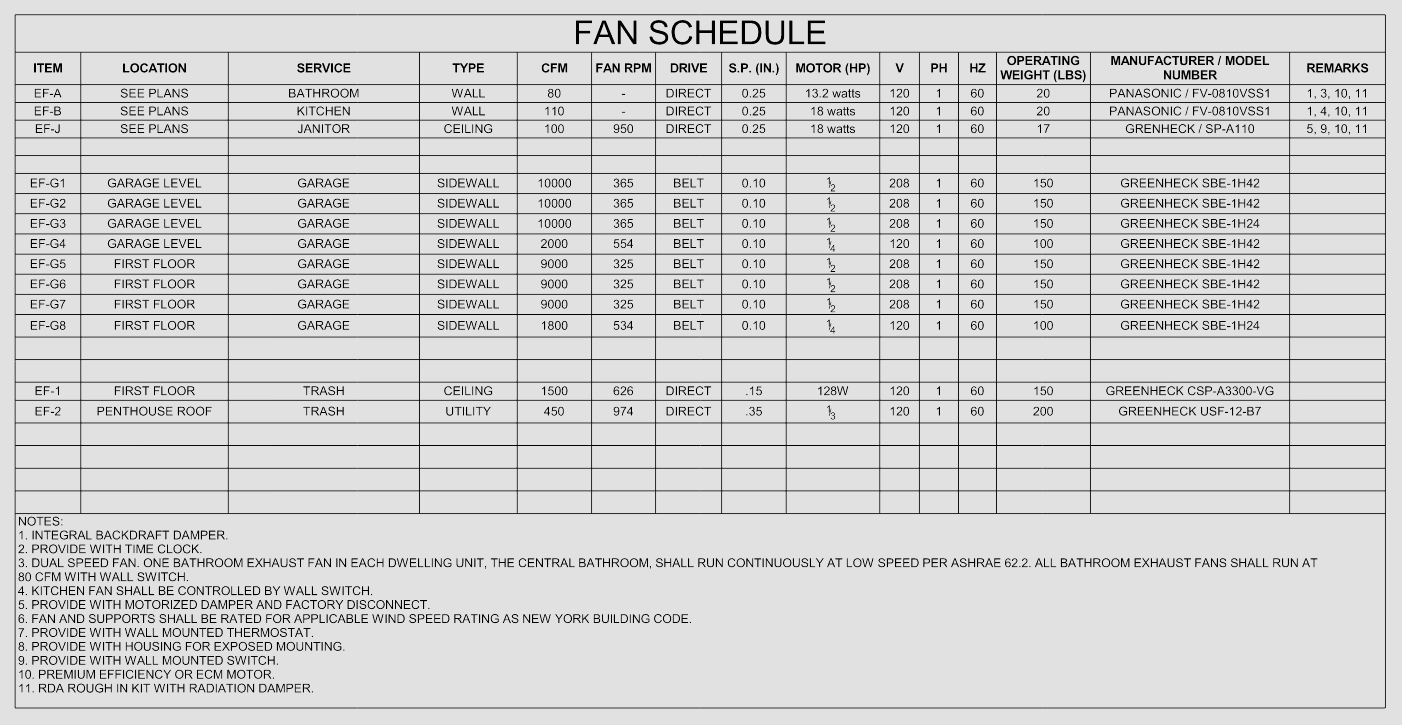 FAN SCHEDULE
ITEM LOCATION SERVICE TYPE CFM FAN RPM DRIVE S.P. (IN.) MOTOR (HP) V PH HZ OPERATING WEIGHT (LBS) MANUFACTURER / MODEL NUMBER REMARKS
EF-A SEE PLANS BATHROOM WALL 80 - DIRECT 0.25 13.2 watts 120 1 60 20 PANASONIC / FV-0810VSS1 1, 3, 10, 11
EF-B SEE PLANS KITCHEN WALL 110 - DIRECT 0.25 18 watts 120 1 60 20 PANASONIC / FV-0810VSS1 1, 4, 10, 11
EF-J SEE PLANS JANITOR CEILING 100 950 DIRECT 0.25 18 watts 120 1 60 17 GRENHECK / SP-A110 5, 9, 10, 11
EF-G1 GARAGE LEVEL GARAGE SIDEWALL 10000 365 BELT 0.10 1/2 208 1 60 150 GREENHECK SBE-1H42
EF-G2 GARAGE LEVEL GARAGE SIDEWALL 10000 365 BELT 0.10 1/2 208 1 60 150 GREENHECK SBE-1H42
EF-G3 GARAGE LEVEL GARAGE SIDEWALL 10000 365 BELT 0.10 1/2 208 1 60 150 GREENHECK SBE-1H24
EF-G4 GARAGE LEVEL GARAGE SIDEWALL 2000 554 BELT 0.10 1/4 120 1 60 100 GREENHECK SBE-1H42
EF-G5 FIRST FLOOR GARAGE SIDEWALL 9000 325 BELT 0.10 1/2 208 1 60 150 GREENHECK SBE-1H42
EF-G6 FIRST FLOOR GARAGE SIDEWALL 9000 325 BELT 0.10 1/2 208 1 60 150 GREENHECK SBE-1H42
EF-G7 FIRST FLOOR GARAGE SIDEWALL 9000 325 BELT 0.10 1/2 208 1 60 150 GREENHECK SBE-1H42
EF-G8 FIRST FLOOR GARAGE SIDEWALL 1800 534 BELT 0.10 1/4 120 1 60 100 GREENHECK SBE-1H24
EF-1 FIRST FLOOR TRASH CEILING 1500 626 DIRECT .15 128W 120 1 60 150 GREENHECK CSP-A3300-VG
EF-2 PENTHOUSE ROOF TRASH UTILITY 450 974 DIRECT .35 1/3 120 1 60 200 GREENHECK USF-12-B7
NOTES:
1. INTEGRAL BACKDRAFT DAMPER.
2. PROVIDE WITH TIME CLOCK.
3. DUAL SPEED FAN. ONE BATHROOM EXHAUST FAN IN EACH DWELLING UNIT, THE CENTRAL BATHROOM, SHALL RUN CONTINUOUSLY AT LOW SPEED PER ASHRAE 62.2. ALL BATHROOM EXHAUST FANS SHALL RUN AT
80 CFM WITH WALL SWITCH.
4. KITCHEN FAN SHALL BE CONTROLLED BY WALL SWITCH.
5. PROVIDE WITH MOTORIZED DAMPER AND FACTORY DISCONNECT.
6. FAN AND SUPPORTS SHALL BE RATED FOR APPLICABLE WIND SPEED RATING AS NEW YORK BUILDING CODE.
7. PROVIDE WITH WALL MOUNTED THERMOSTAT.
8. PROVIDE WITH HOUSING FOR EXPOSED MOUNTING.
9. PROVIDE WITH WALL MOUNTED SWITCH.
10. PREMIUM EFFICIENCY OR ECM MOTOR.
11. RDA ROUGH IN KIT WITH RADIATION DAMPER.